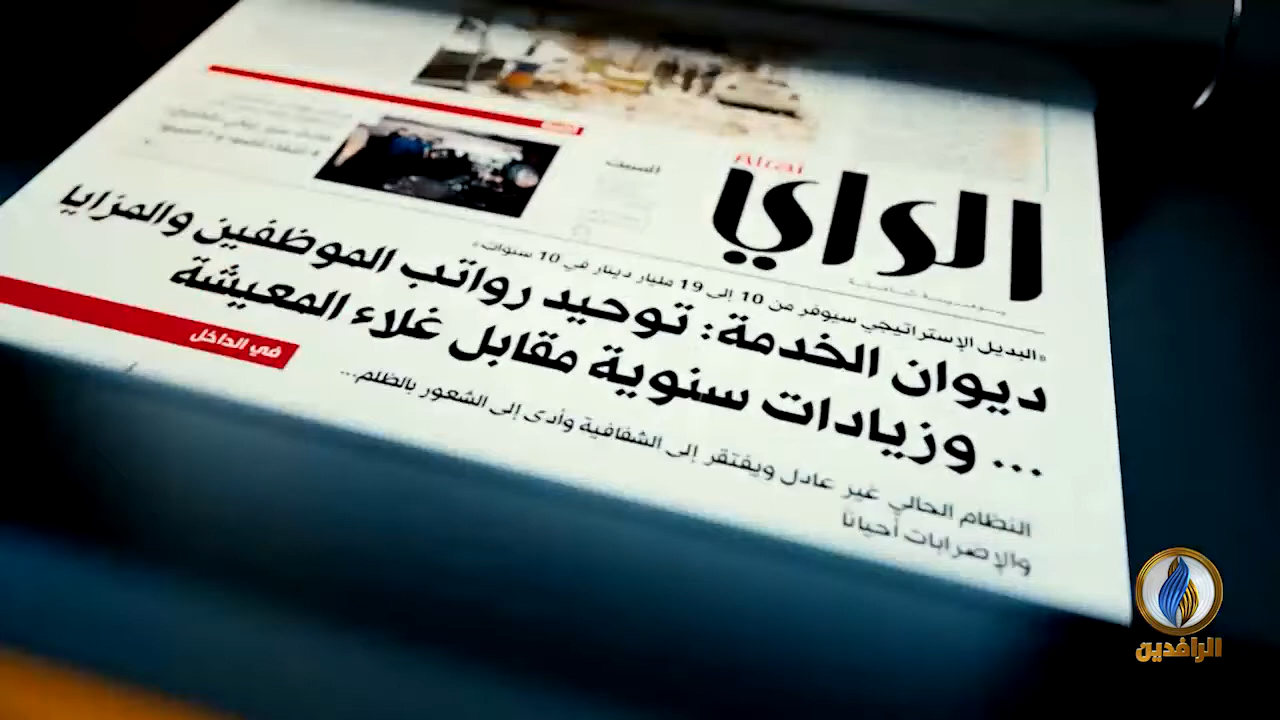 Alrai
الراي
السبت
«البديل الإستراتيجي سيوفر من 10 إلى 19 مليار دينار في 10 سنوات»
ديوان الخدمة: توحيد رواتب الموظفين والمزايا
... وزيادات سنوية مقابل غلاء المعيشة
في الداخل
النظام الحالي غير عادل ويفتقر إلى الشفافية وأدى إلى الشعور بالظلم...
والإضرابات أحياناً
الرافدين